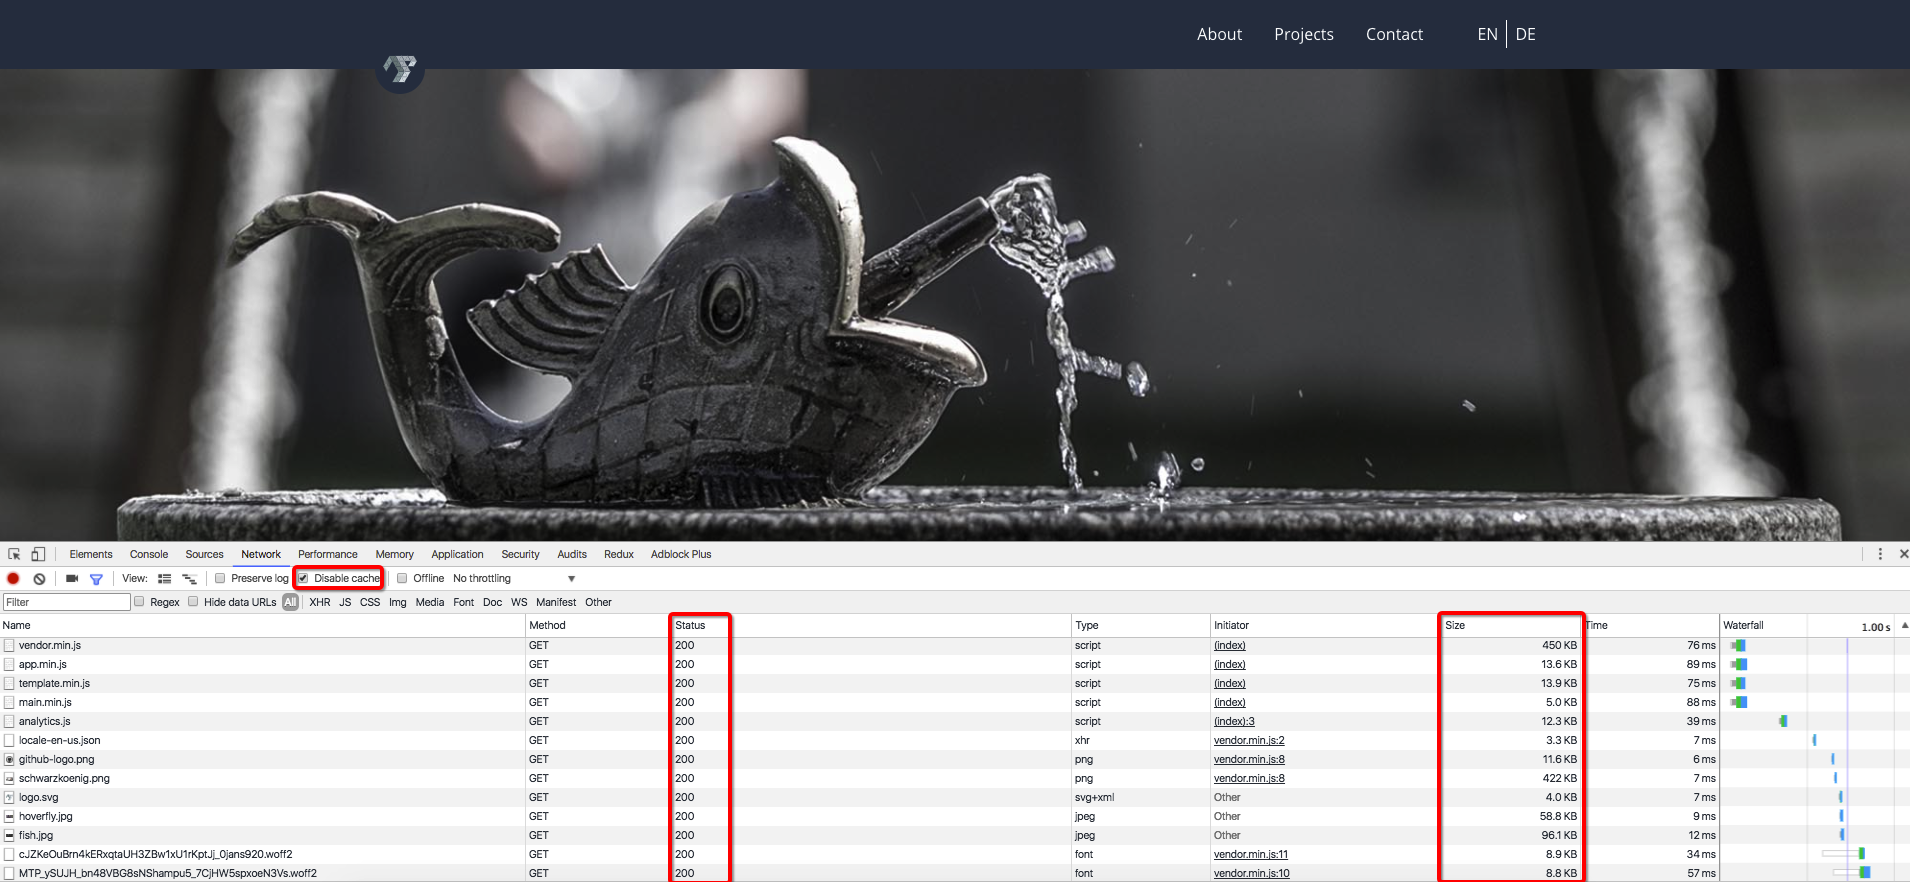 About Projects Contact EN DE
Elements Console Sources Network Performance Memory Application Security Audits Redux Adblock Plus
View: Preserve log Disable cache Offline No throttling
Filter Regex Hide data URLs All XHR JS CSS Img Media Font Doc WS Manifest Other
Name Method Status Type Initiator Size Time Waterfall 1.00 s
vendor.min.js GET 200 script (index) 450 KB 76 ms
app.min.js GET 200 script (index) 13.6 KB 89 ms
template.min.js GET 200 script (index) 13.9 KB 75 ms
main.min.js GET 200 script (index) 5.0 KB 88 ms
analytics.js GET 200 script (index):3 12.3 KB 39 ms
locale-en-us.json GET 200 xhr vendor.min.js:2 3.3 KB 7 ms
github-logo.png GET 200 png vendor.min.js:8 11.6 KB 6 ms
schwarzkoenig.png GET 200 png vendor.min.js:8 422 KB 7 ms
logo.svg GET 200 svg+xml Other 4.0 KB 7 ms
hoverfly.jpg GET 200 jpeg Other 58.8 KB 9 ms
fish.jpg GET 200 jpeg Other 96.1 KB 12 ms
cJZKeOuBrn4kERxqtaUH3ZBw1xU1rKptJj_0jans920.woff2 GET 200 font vendor.min.js:11 8.9 KB 34 ms
MTP_ySUJH_bn48VBG8sNShampu5_7CjHW5spxoeN3Vs.woff2 GET 200 font vendor.min.js:10 8.8 KB 57 ms